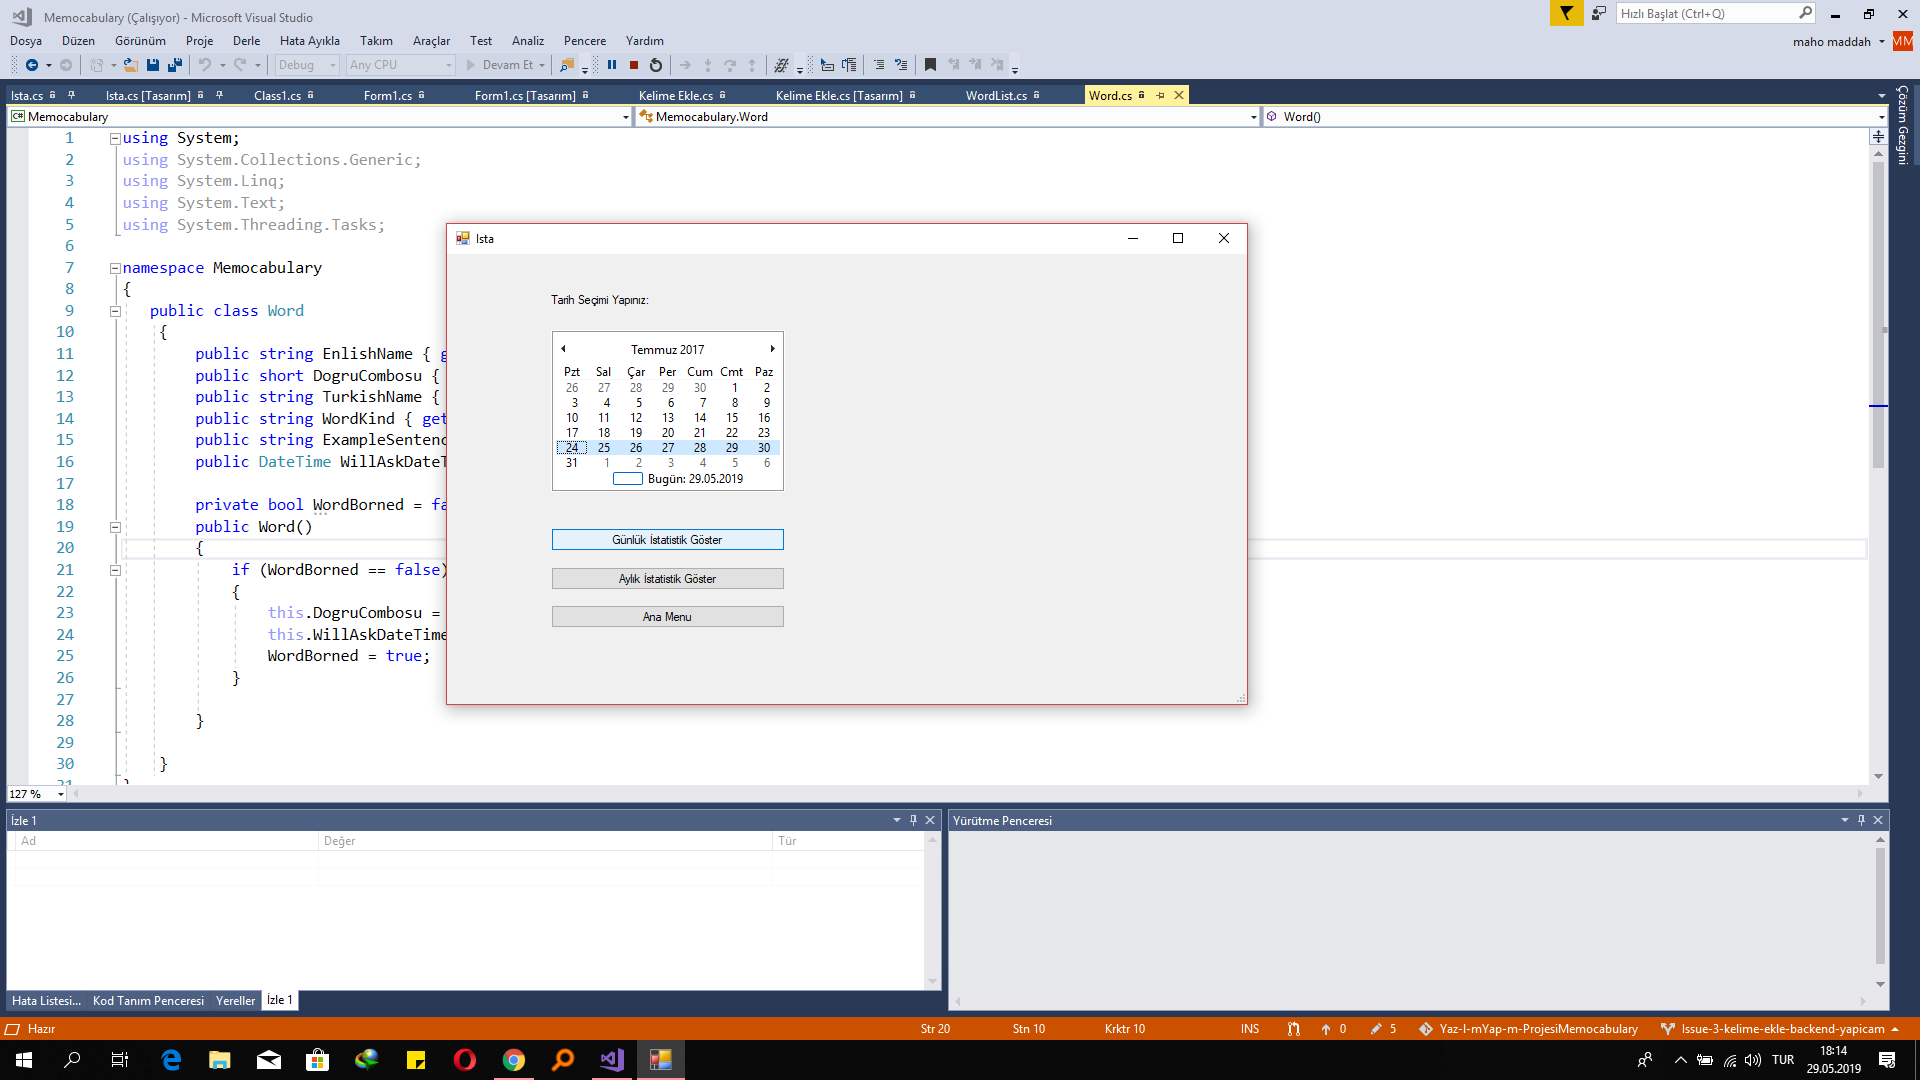 Memocabulary (Çalışıyor) - Microsoft Visual Studio
Hızlı Başlat (Ctrl+Q)
Dosya Düzen Görünüm Proje Derle Hata Ayıkla Takım Araçlar Test Analiz Pencere Yardım
maho maddah MM
Debug Any CPU Devam Et
Ista.cs Ista.cs [Tasarım] Class1.cs Form1.cs Form1.cs [Tasarım] Kelime Ekle.cs Kelime Ekle.cs [Tasarım] WordList.cs Word.cs
Çözüm Gezgini
C# Memocabulary Memocabulary.Word Word()
1 using System;
2 using System.Collections.Generic;
3 using System.Linq;
4 using System.Text;
5 using System.Threading.Tasks;
6
7 namespace Memocabulary
8 {
9 public class Word
10 {
11 public string EnlishName {
12 public short DogruCombosu {
13 public string TurkishName {
14 public string WordKind { get
15 public string ExampleSentenc
16 public DateTime WillAskDateT
17
18 private bool WordBorned = fa
19 public Word()
20 {
21 if (WordBorned == false)
22 {
23 this.DogruCombosu =
24 this.WillAskDateTime
25 WordBorned = true;
26 }
27
28 }
29
30 }
31 }
Ista
Tarih Seçimi Yapınız:
Temmuz 2017
Pzt Sal Çar Per Cum Cmt Paz
26 27 28 29 30 1 2
3 4 5 6 7 8 9
10 11 12 13 14 15 16
17 18 19 20 21 22 23
24 25 26 27 28 29 30
31 1 2 3 4 5 6
Bugün: 29.05.2019
Günlük İstatistik Göster
Aylık İstatistik Göster
Ana Menu
127 %
İzle 1
Ad Değer Tür
Yürütme Penceresi
Hata Listesi... Kod Tanım Penceresi Yereller İzle 1
Hazır Str 20 Stn 10 Krktr 10 INS 0 5 Yaz-l-mYap-m-ProjesiMemocabulary Issue-3-kelime-ekle-backend-yapicam
TUR
18:14
29.05.2019